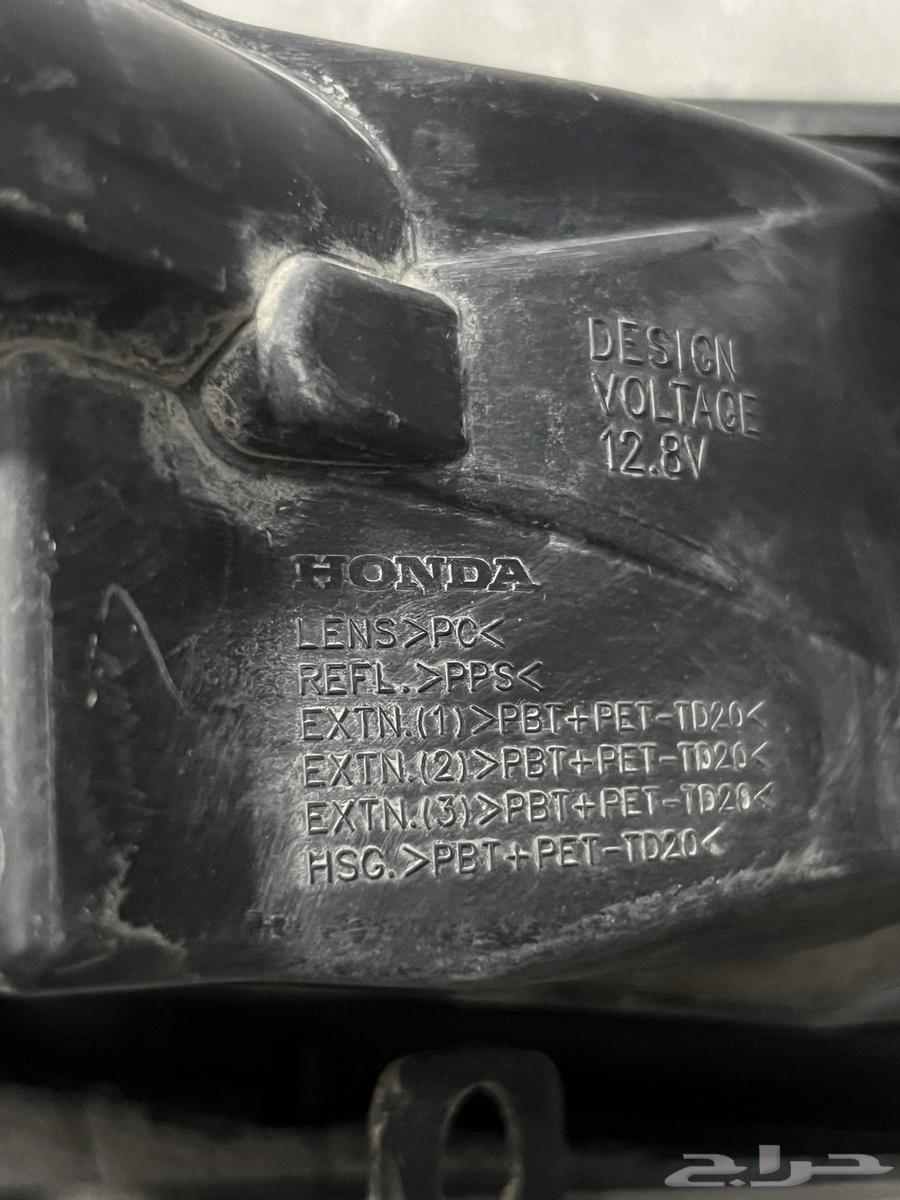 DESIGN
VOLTAGE
12.8V
HONDA
LENS>PC<
REFL.>PPS<
EXTN.(1)>PBT+PET-TD20<
EXTN.(2)>PBT+PET-TD20<
EXTN.(3)>PBT+PET-TD20<
HSG.>PBT+PET-TD20<
حراج